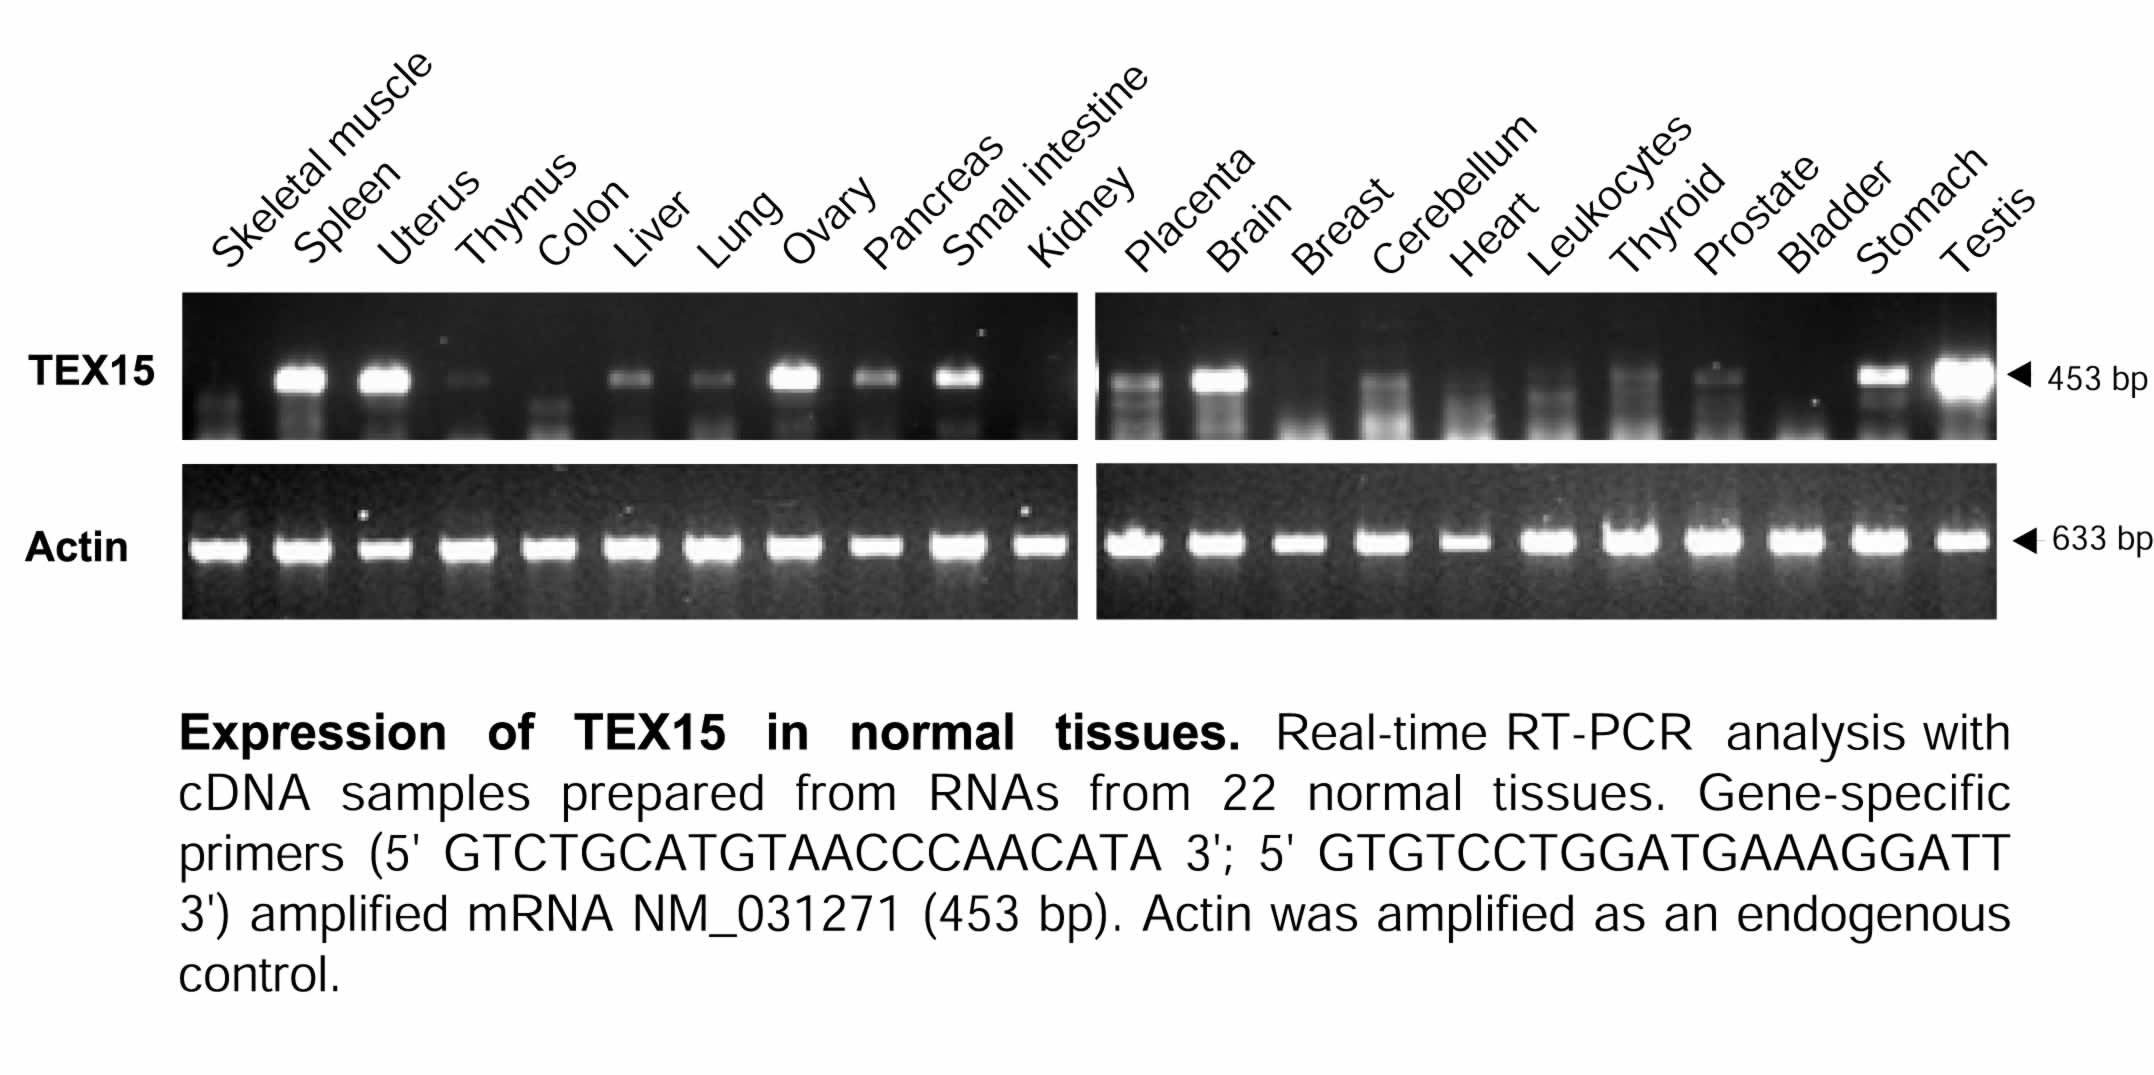 Skeletal muscle
Spleen
Uterus
Thymus
Colon
Liver
Lung
Ovary
Pancreas
Small intestine
Kidney
Placenta
Brain
Breast
Cerebellum
Heart
Leukocytes
Thyroid
Prostate
Bladder
Stomach
Testis
TEX15
453 bp
Actin
633 bp
Expression of TEX15 in normal tissues. Real-time RT-PCR analysis with
cDNA samples prepared from RNAs from 22 normal tissues. Gene-specific
primers (5' GTCTGCATGTAACCCAACATA 3'; 5' GTGTCCTGGATGAAAGGATT
3') amplified mRNA NM_031271 (453 bp). Actin was amplified as an endogenous
control.